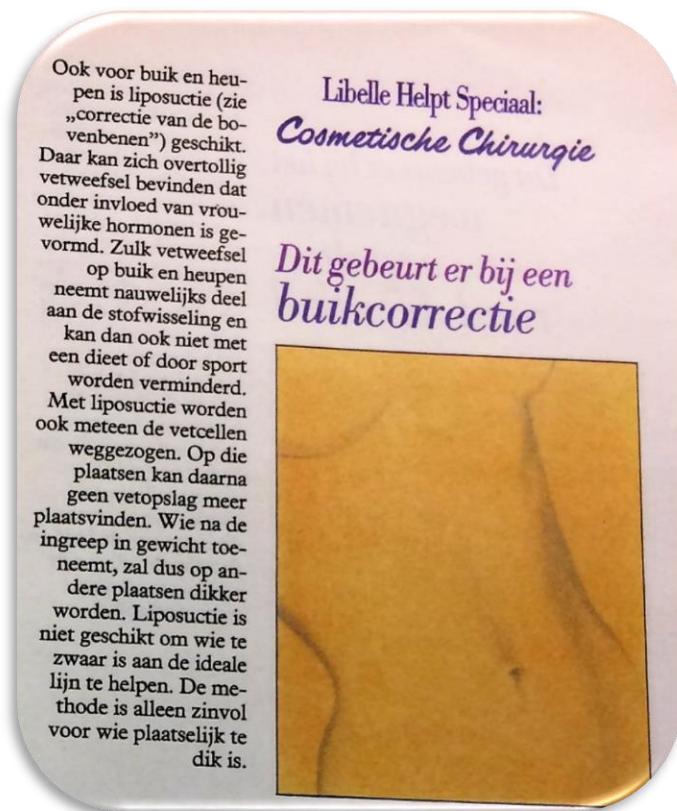 Ook voor buik en heu-
pen is liposuctie (zie
„correctie van de bo-
venbenen”) geschikt.
Daar kan zich overtollig
vetweefsel bevinden dat
onder invloed van vrou-
welijke hormonen is ge-
vormd. Zulk vetweefsel
op buik en heupen
neemt nauwelijks deel
aan de stofwisseling en
kan dan ook niet met
een dieet of door sport
worden verminderd.
Met liposuctie worden
ook meteen de vetcellen
weggezogen. Op die
plaatsen kan daarna
geen vetopslag meer
plaatsvinden. Wie na de
ingreep in gewicht toe-
neemt, zal dus op an-
dere plaatsen dikker
worden. Liposuctie is
niet geschikt om wie te
zwaar is aan de ideale
lijn te helpen. De me-
thode is alleen zinvol
voor wie plaatselijk te
dik is.
Libelle Helpt Speciaal:
Cosmetische Chirurgie
Dit gebeurt er bij een
buikcorrectie